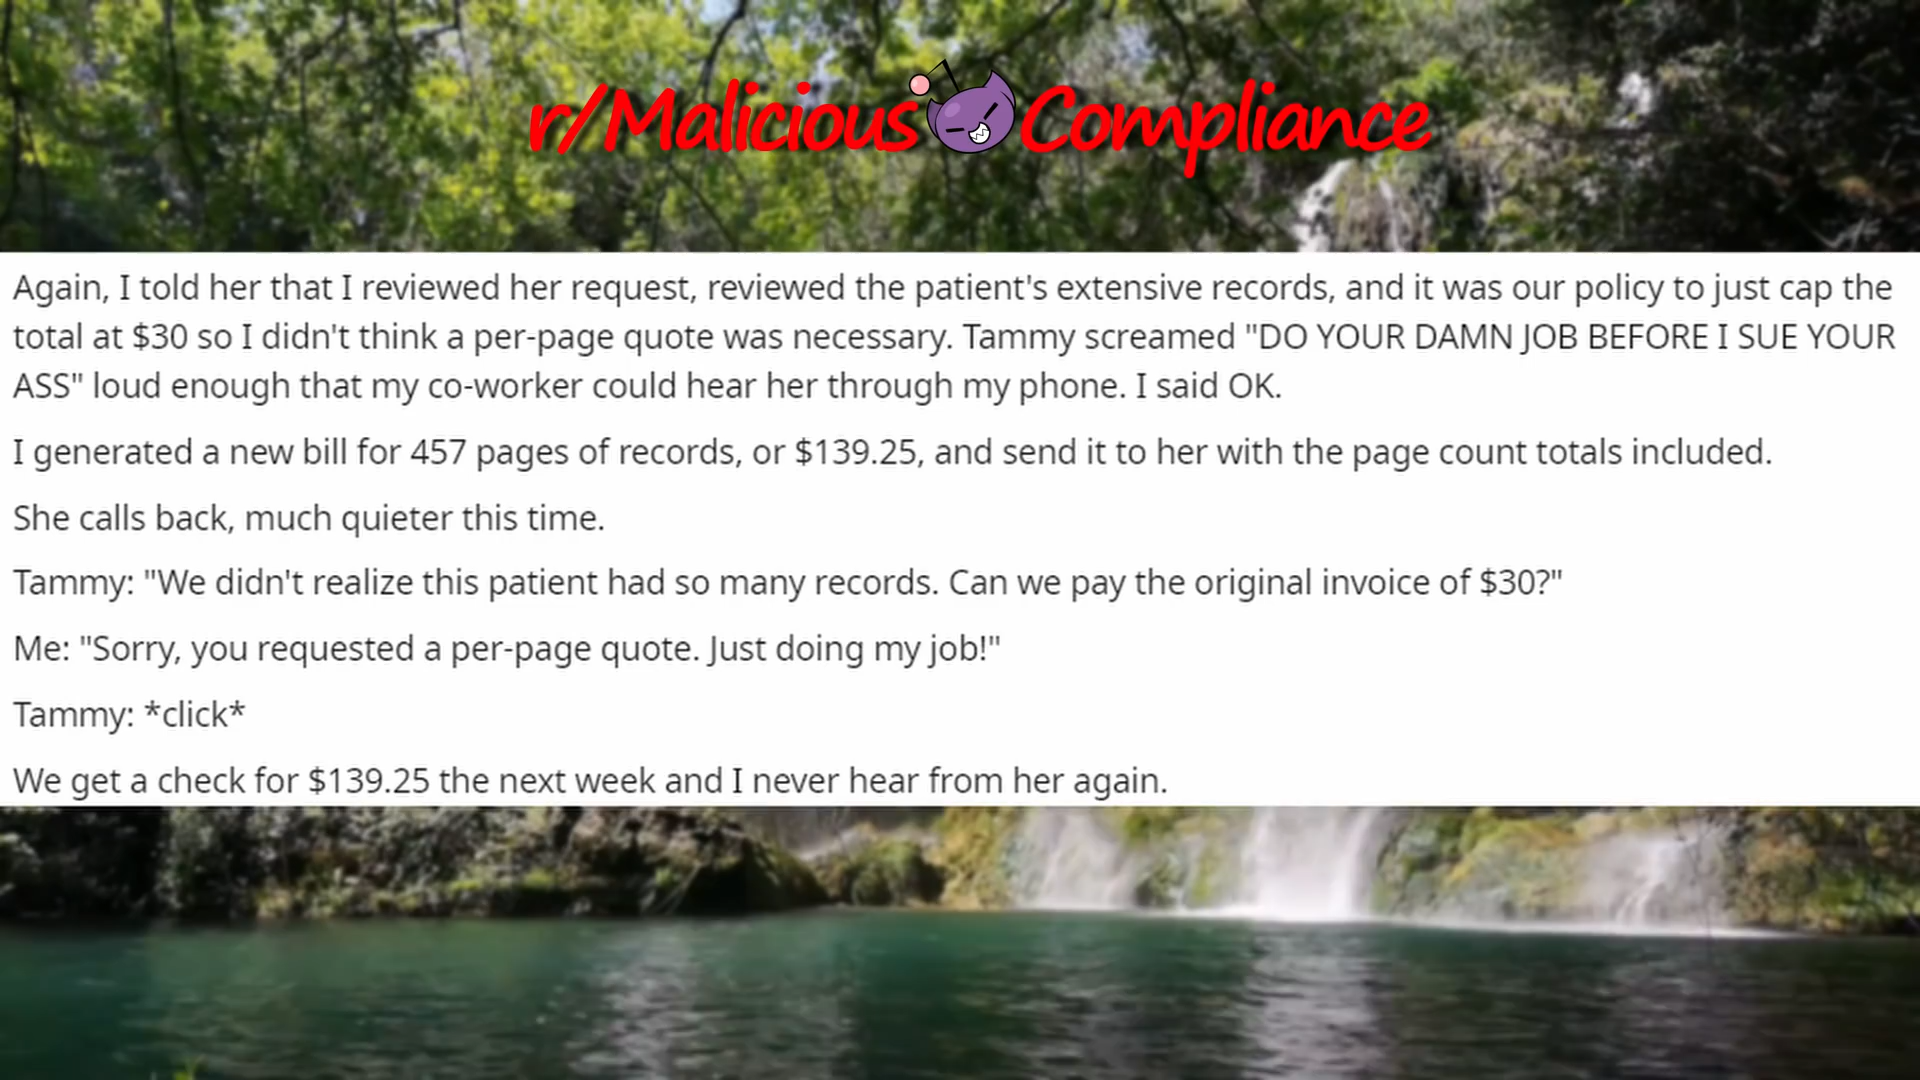 r/Malicious Compliance
Again, I told her that I reviewed her request, reviewed the patient's extensive records, and it was our policy to just cap the
total at $30 so I didn't think a per-page quote was necessary. Tammy screamed "DO YOUR DAMN JOB BEFORE I SUE YOUR
ASS" loud enough that my co-worker could hear her through my phone. I said OK.
I generated a new bill for 457 pages of records, or $139.25, and send it to her with the page count totals included.
She calls back, much quieter this time.
Tammy: "We didn't realize this patient had so many records. Can we pay the original invoice of $30?"
Me: "Sorry, you requested a per-page quote. Just doing my job!"
Tammy: *click*
We get a check for $139.25 the next week and I never hear from her again.